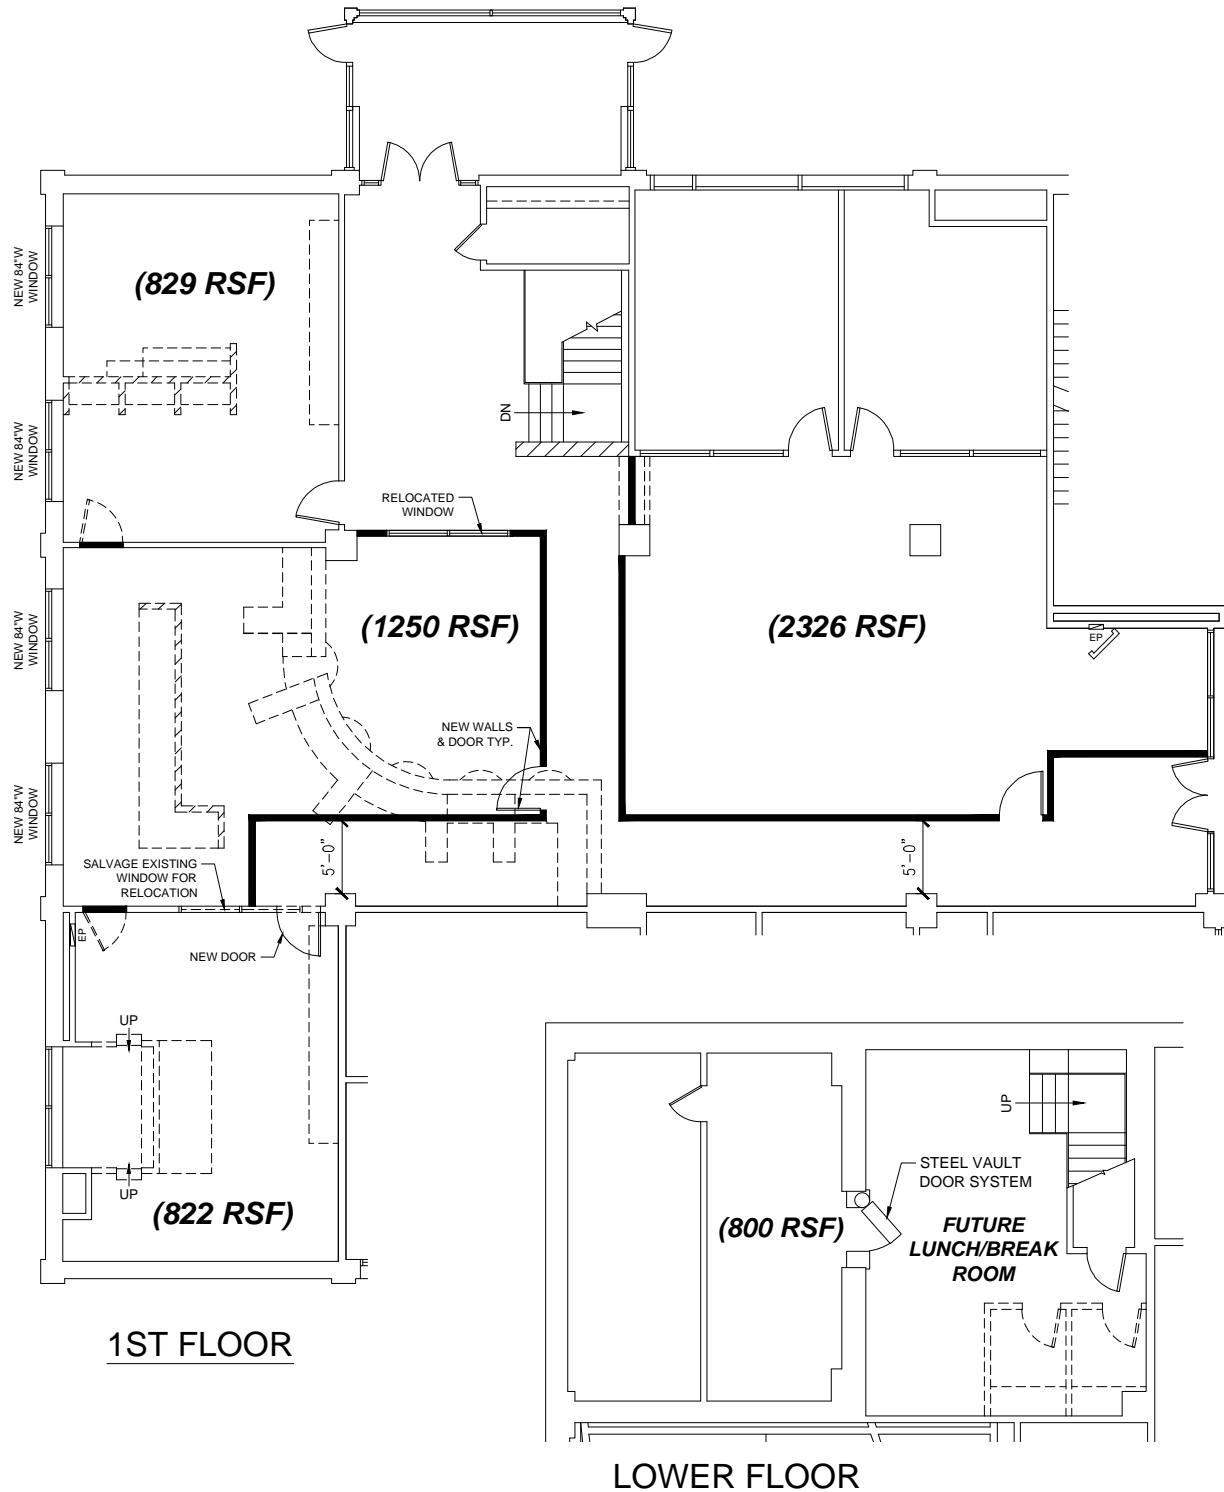 NEW 84"W
WINDOW
(829 RSF)
NEW 84"W
WINDOW
DN
RELOCATED
WINDOW
NEW 84"W
WINDOW
(1250 RSF)
(2326 RSF)
EP
NEW WALLS
& DOOR TYP.
NEW 84"W
WINDOW
5'-0"
5'-0"
SALVAGE EXISTING
WINDOW FOR
RELOCATION
EP
NEW DOOR
UP
UP
(822 RSF)
1ST FLOOR
UP
STEEL VAULT
DOOR SYSTEM
(800 RSF)
FUTURE
LUNCH/BREAK
ROOM
LOWER FLOOR